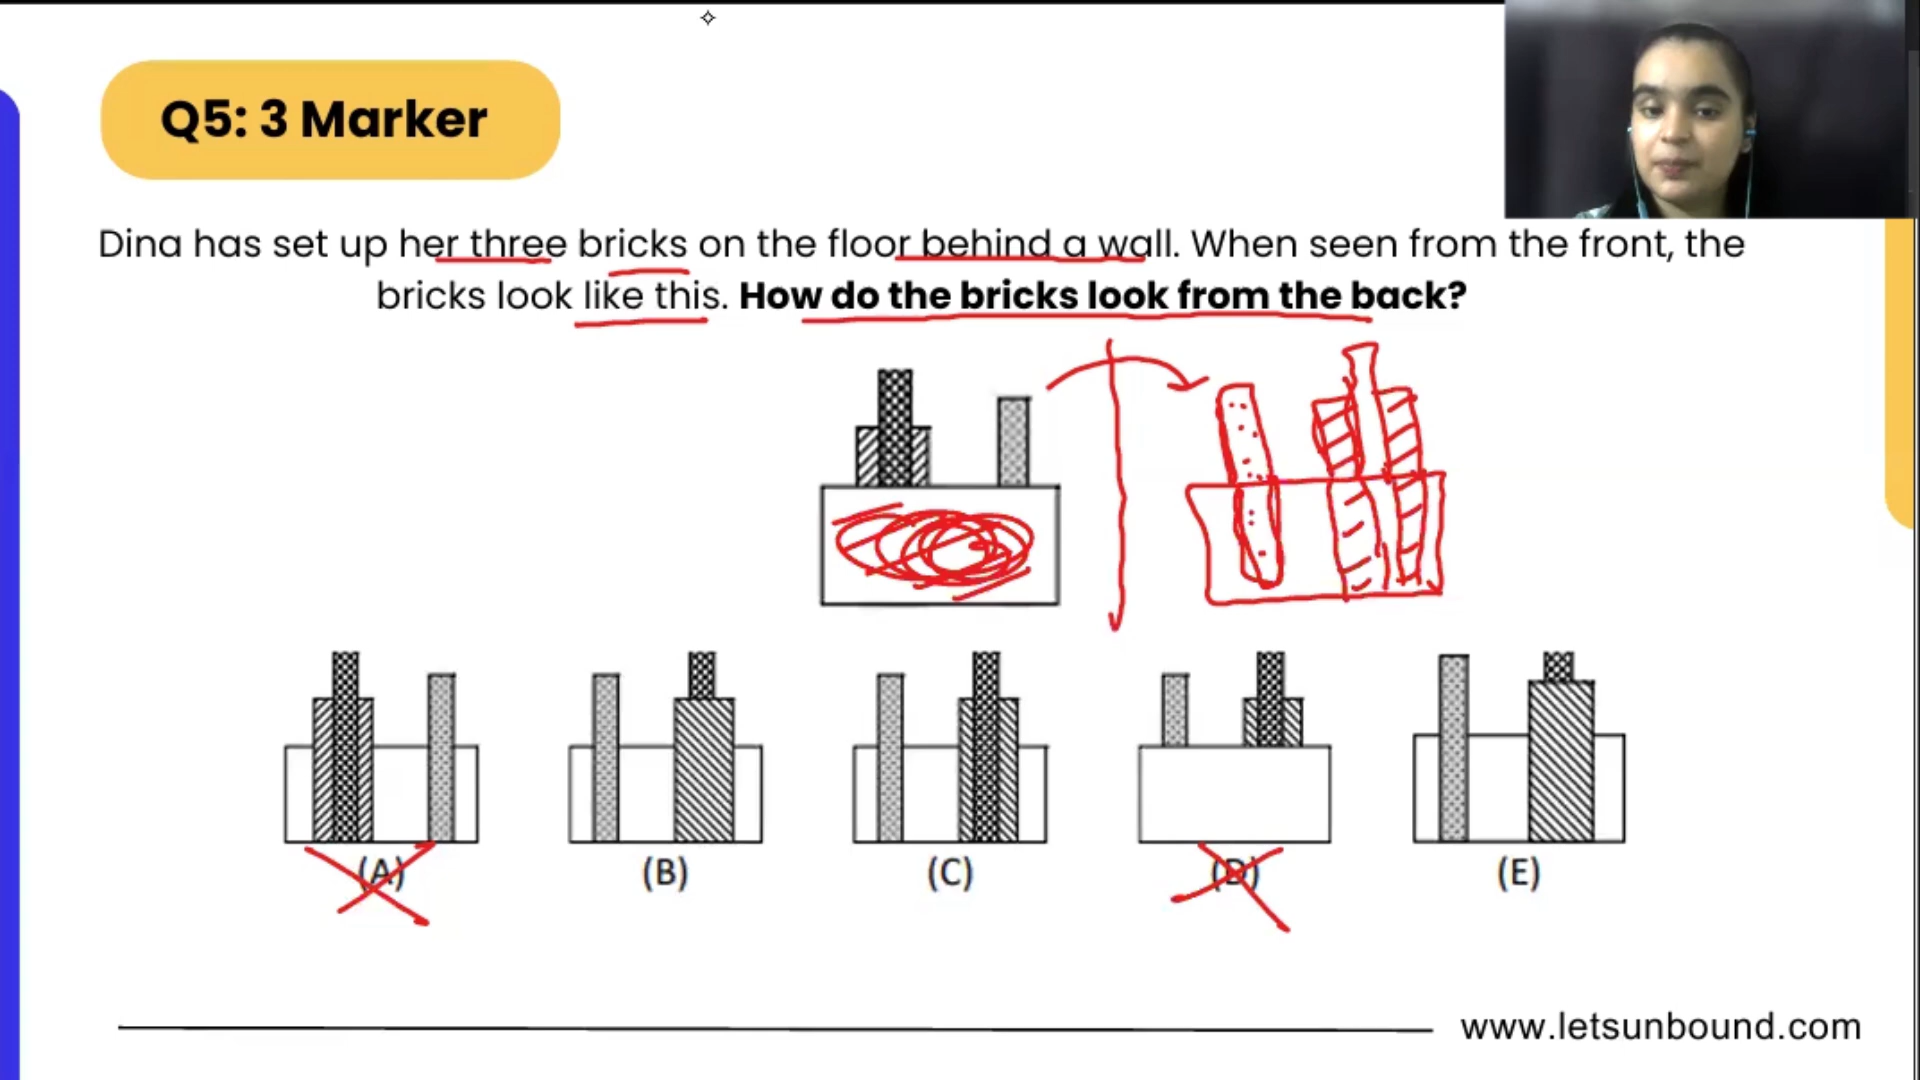 Q5: 3 Marker
Dina has set up her three bricks on the floor behind a wall. When seen from the front, the
bricks look like this. How do the bricks look from the back?
(A) (B) (C) (D) (E)
www.letsunbound.com